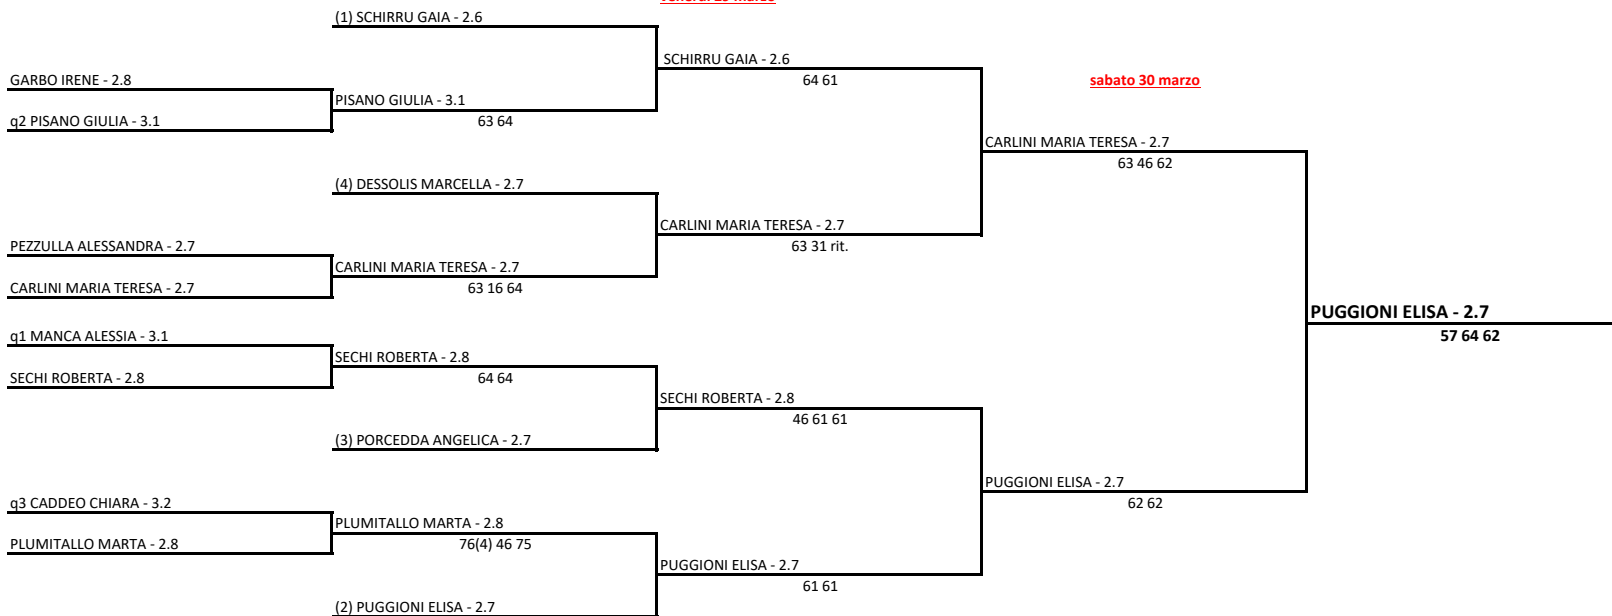 venerdì 29 marzo
(1) SCHIRRU GAIA - 2.6
SCHIRRU GAIA - 2.6
64 61
sabato 30 marzo
GARBO IRENE - 2.8
PISANO GIULIA - 3.1
63 64
q2 PISANO GIULIA - 3.1
CARLINI MARIA TERESA - 2.7
63 46 62
(4) DESSOLIS MARCELLA - 2.7
CARLINI MARIA TERESA - 2.7
63 31 rit.
PEZZULLA ALESSANDRA - 2.7
CARLINI MARIA TERESA - 2.7
63 16 64
CARLINI MARIA TERESA - 2.7
PUGGIONI ELISA - 2.7
57 64 62
q1 MANCA ALESSIA - 3.1
SECHI ROBERTA - 2.8
64 64
SECHI ROBERTA - 2.8
SECHI ROBERTA - 2.8
46 61 61
(3) PORCEDDA ANGELICA - 2.7
PUGGIONI ELISA - 2.7
62 62
q3 CADDEO CHIARA - 3.2
PLUMITALLO MARTA - 2.8
76(4) 46 75
PLUMITALLO MARTA - 2.8
PUGGIONI ELISA - 2.7
61 61
(2) PUGGIONI ELISA - 2.7